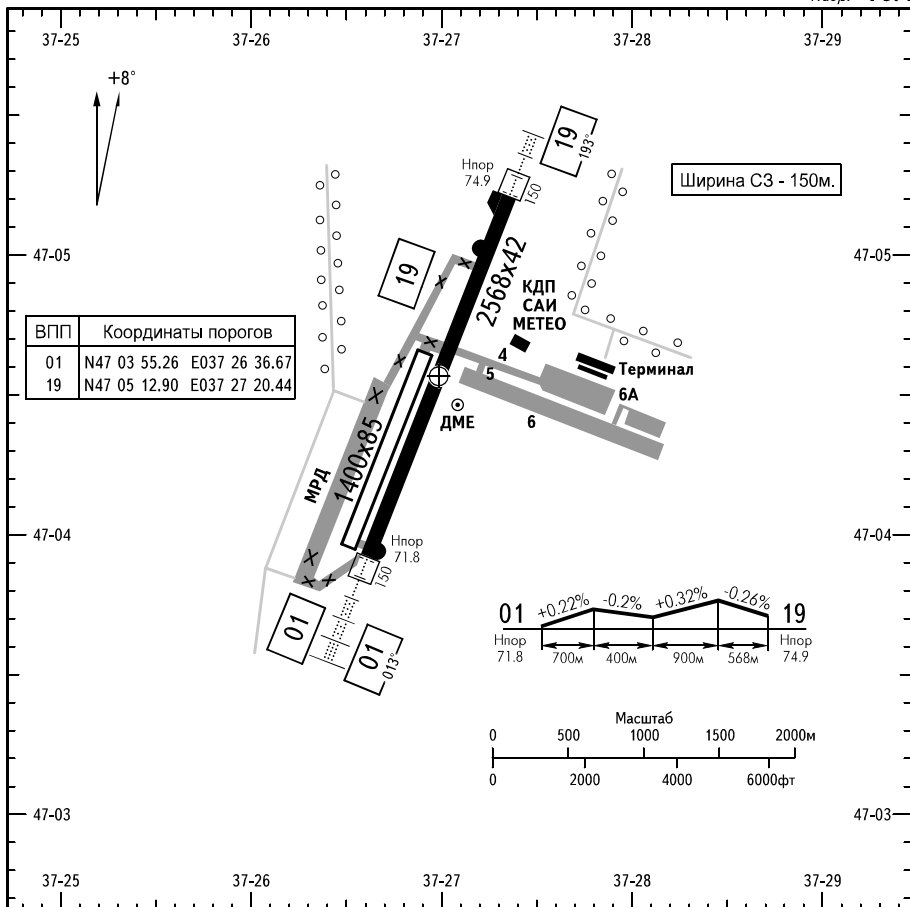 37-25 37-26 37-27 37-28 37-29
+8°
19
193°
Нпор
74.9
150
Ширина СЗ - 150м.
47-05 47-05
19
2568x42
КДП
САИ
МЕТЕО
ВПП Координаты порогов
01 N47 03 55.26 E037 26 36.67
19 N47 05 12.90 E037 27 20.44
4
5
Терминал
6А
6
ДМЕ
1400x85
МРД
47-04 47-04
Нпор
71.8
150
01
01
013°
01 +0.22% -0.2% +0.32% -0.26% 19
Нпор
71.8
700м 400м 900м 568м
Нпор
74.9
Масштаб
0 500 1000 1500 2000м
0 2000 4000 6000фт
47-03 47-03
37-25 37-26 37-27 37-28 37-29